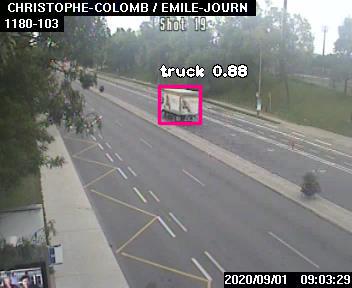 CHRISTOPHE-COLOMB / EMILE-JOURN
1180-103
Shot 19
truck 0.88
2020/09/01 09:03:29